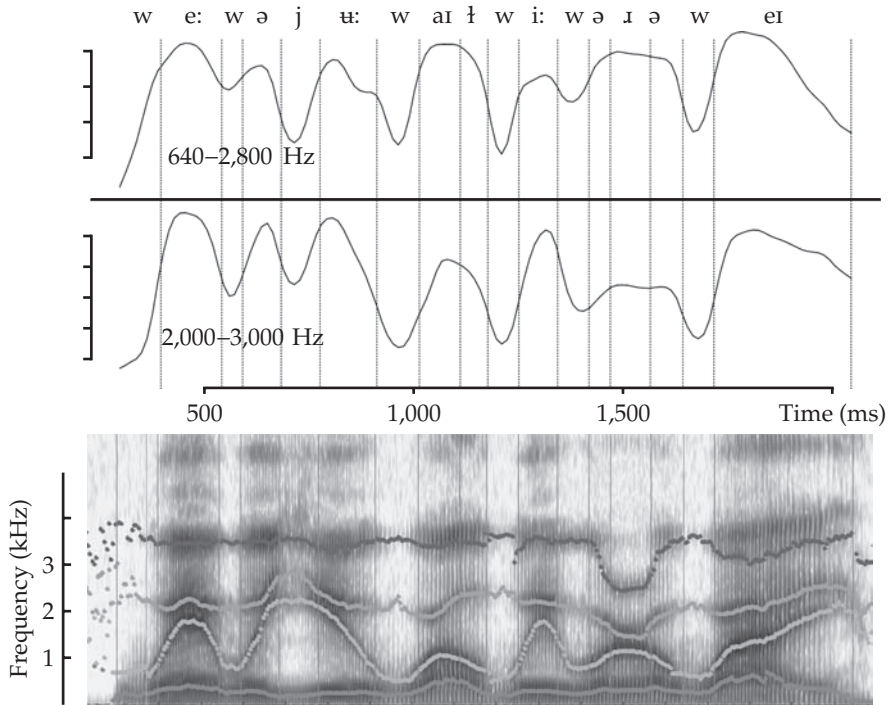 w e: w ə j ʉ: w aɪ ɫ w i: w ə ɹ ə w eɪ
640–2,800 Hz
2,000–3,000 Hz
500 1,000 1,500 Time (ms)
Frequency (kHz)
3
2
1